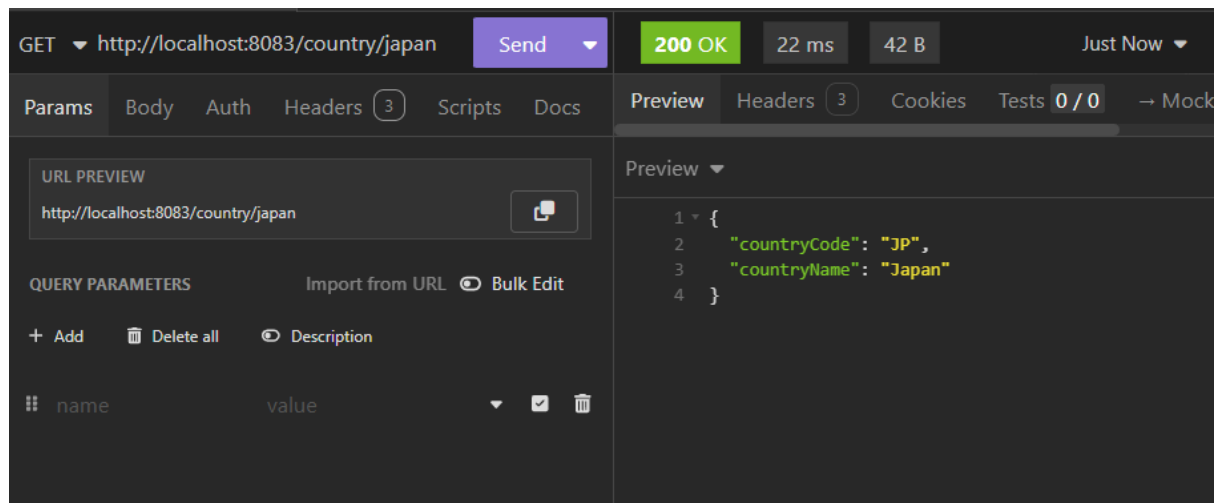 GET http://localhost:8083/country/japan Send
Params Body Auth Headers 3 Scripts Docs
URL PREVIEW
http://localhost:8083/country/japan
QUERY PARAMETERS Import from URL Bulk Edit
+ Add Delete all Description
name value
200 OK 22 ms 42 B Just Now
Preview Headers 3 Cookies Tests 0 / 0 → Mock
Preview
1 {
2 "countryCode": "JP",
3 "countryName": "Japan"
4 }